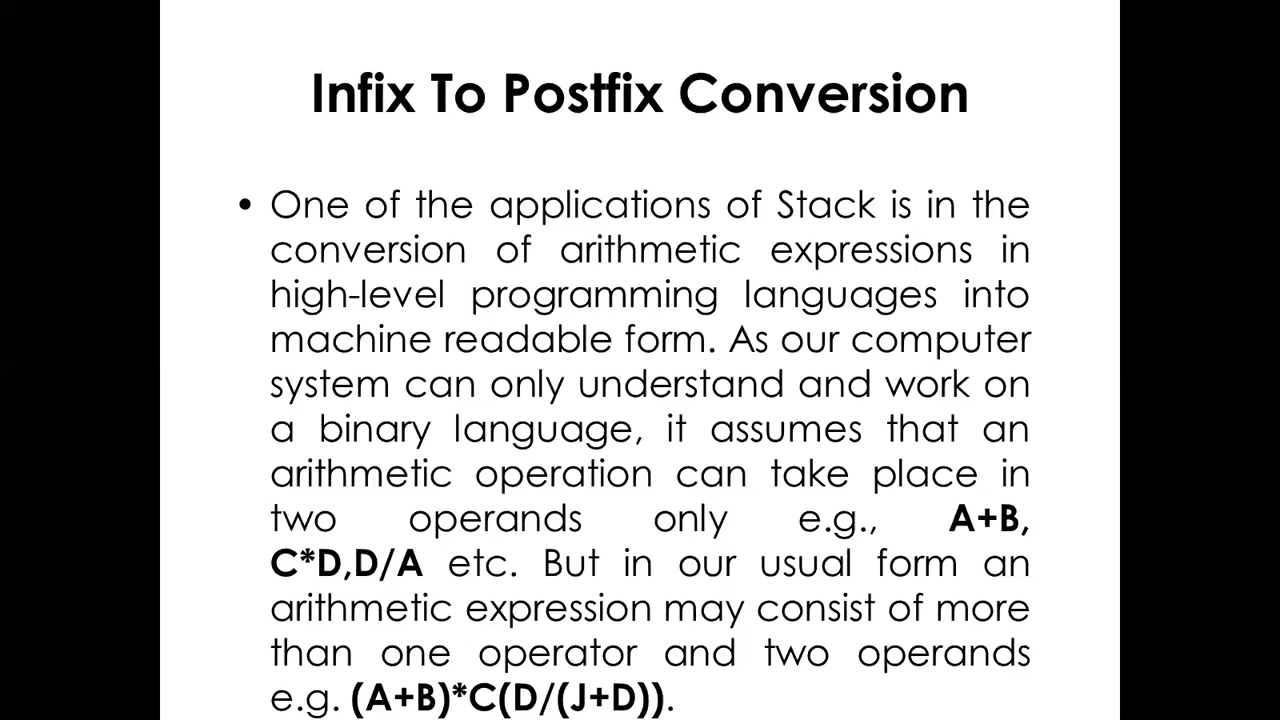 Infix To Postfix Conversion
• One of the applications of Stack is in the
conversion of arithmetic expressions in
high-level programming languages into
machine readable form. As our computer
system can only understand and work on
a binary language, it assumes that an
arithmetic operation can take place in
two operands only e.g., A+B,
C*D,D/A etc. But in our usual form an
arithmetic expression may consist of more
than one operator and two operands
e.g. (A+B)*C(D/(J+D)).